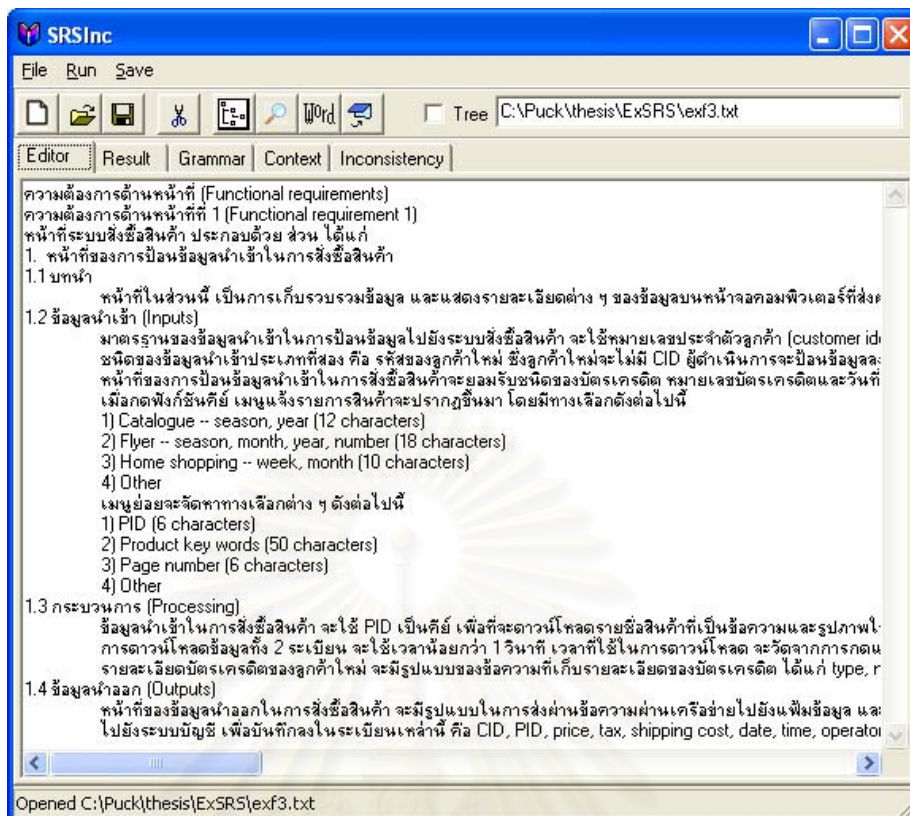 SRSInc
File Run Save
Word Tree C:\Puck\thesis\ExSRS\exf3.txt
Editor Result Grammar Context Inconsistency
ความต้องการด้านหน้าที่ (Functional requirements)
ความต้องการด้านหน้าที่ที่ 1 (Functional requirement 1)
หน้าที่ระบบสั่งซื้อสินค้า ประกอบด้วย ส่วน ได้แก่
1. หน้าที่ของการป้อนข้อมูลนำเข้าในการสั่งซื้อสินค้า
1.1 บทนำ
หน้าที่ในส่วนนี้ เป็นการเก็บรวบรวมข้อมูล และแสดงรายละเอียดต่าง ๆ ของข้อมูลบนหน้าจอคอมพิวเตอร์ที่ส่ง
1.2 ข้อมูลนำเข้า (Inputs)
มาตรฐานของข้อมูลนำเข้าในการป้อนข้อมูลไปยังระบบสั่งซื้อสินค้า จะใช้หมายเลขประจำตัวลูกค้า (customer ide
ชนิดของข้อมูลนำเข้าประเภทที่สอง คือ รหัสของลูกค้าใหม่ ซึ่งลูกค้าใหม่จะไม่มี CID ผู้ดำเนินการจะป้อนข้อมูล
หน้าที่ของการป้อนข้อมูลนำเข้าในการสั่งซื้อสินค้าจะยอมรับชนิดของบัตรเครดิต หมายเลขบัตรเครดิตและวันที่
เมื่อกดฟังก์ชันคีย์ เมนูแจ้งรายการสินค้าจะปรากฏขึ้นมา โดยมีทางเลือกดังต่อไปนี้
1) Catalogue -- season, year (12 characters)
2) Flyer -- season, month, year, number (18 characters)
3) Home shopping -- week, month (10 characters)
4) Other
เมนูย่อยจะจัดหาทางเลือกต่าง ๆ ดังต่อไปนี้
1) PID (6 characters)
2) Product key words (50 characters)
3) Page number (6 characters)
4) Other
1.3 กระบวนการ (Processing)
ข้อมูลนำเข้าในการสั่งซื้อสินค้า จะใช้ PID เป็นคีย์ เพื่อที่จะดาวน์โหลดรายชื่อสินค้าที่เป็นข้อความและรูปภาพใ
การดาวน์โหลดข้อมูลทั้ง 2 ระเบียน จะใช้เวลาน้อยกว่า 1 วินาที เวลาที่ใช้ในการดาวน์โหลด จะวัดจากการกด
รายละเอียดบัตรเครดิตของลูกค้าใหม่ จะมีรูปแบบของข้อความที่เก็บรายละเอียดของบัตรเครดิต ได้แก่ type, r
1.4 ข้อมูลนำออก (Outputs)
หน้าที่ของข้อมูลนำออกในการสั่งซื้อสินค้า จะมีรูปแบบในการส่งผ่านข้อความผ่านเครือข่ายไปยังแฟ้มข้อมูล และ
ไปยังระบบบัญชี เพื่อบันทึกลงในระเบียนเหล่านี้ คือ CID, PID, price, tax, shipping cost, date, time, operator
Opened C:\Puck\thesis\ExSRS\exf3.txt